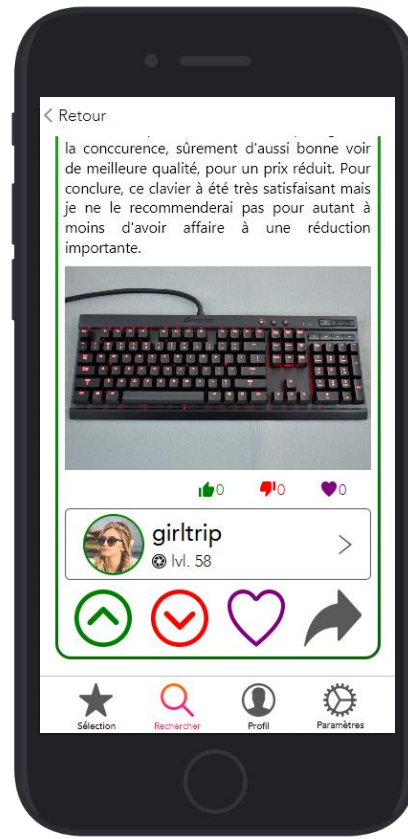 Retour
la conccurence, sûrement d'aussi bonne voir
de meilleure qualité, pour un prix réduit. Pour
conclure, ce clavier à été très satisfaisant mais
je ne le recommenderai pas pour autant à
moins d'avoir affaire à une réduction
importante.
0 0 0
girltrip
lvl. 58
Sélection Rechercher Profil Paramètres